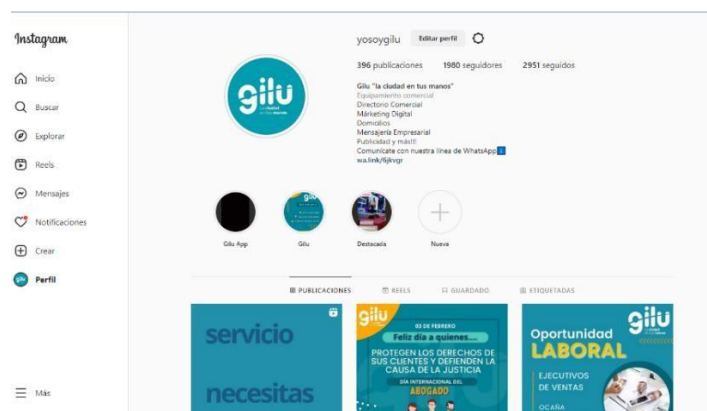 Instagram
Inicio
Buscar
Explorar
Reels
Mensajes
Notificaciones
Crear
Perfil
Más
yosoygilu Editar perfil
396 publicaciones 1980 seguidores 2951 seguidos
Gilu "la ciudad en tus manos"
Equipamiento comercial
Directorio Comercial
Márketing Digital
Domicilios
Mensajería Empresarial
Publicidad y más!!!
Comunícate con nuestra línea de WhatsApp
wa.link/6jkvgr
gilu
Gilu App Gilu Destacada Nueva
PUBLICACIONES REELS GUARDADO ETIQUETADAS
servicio
necesitas
gilu
03 DE FEBRERO
Feliz día a quienes....
PROTEGEN LOS DERECHOS DE
SUS CLIENTES Y DEFIENDEN LA
CAUSA DE LA JUSTICIA
DÍA INTERNACIONAL DEL
ABOGADO
gilu
Oportunidad
LABORAL
EJECUTIVOS
DE VENTAS
OCAÑA